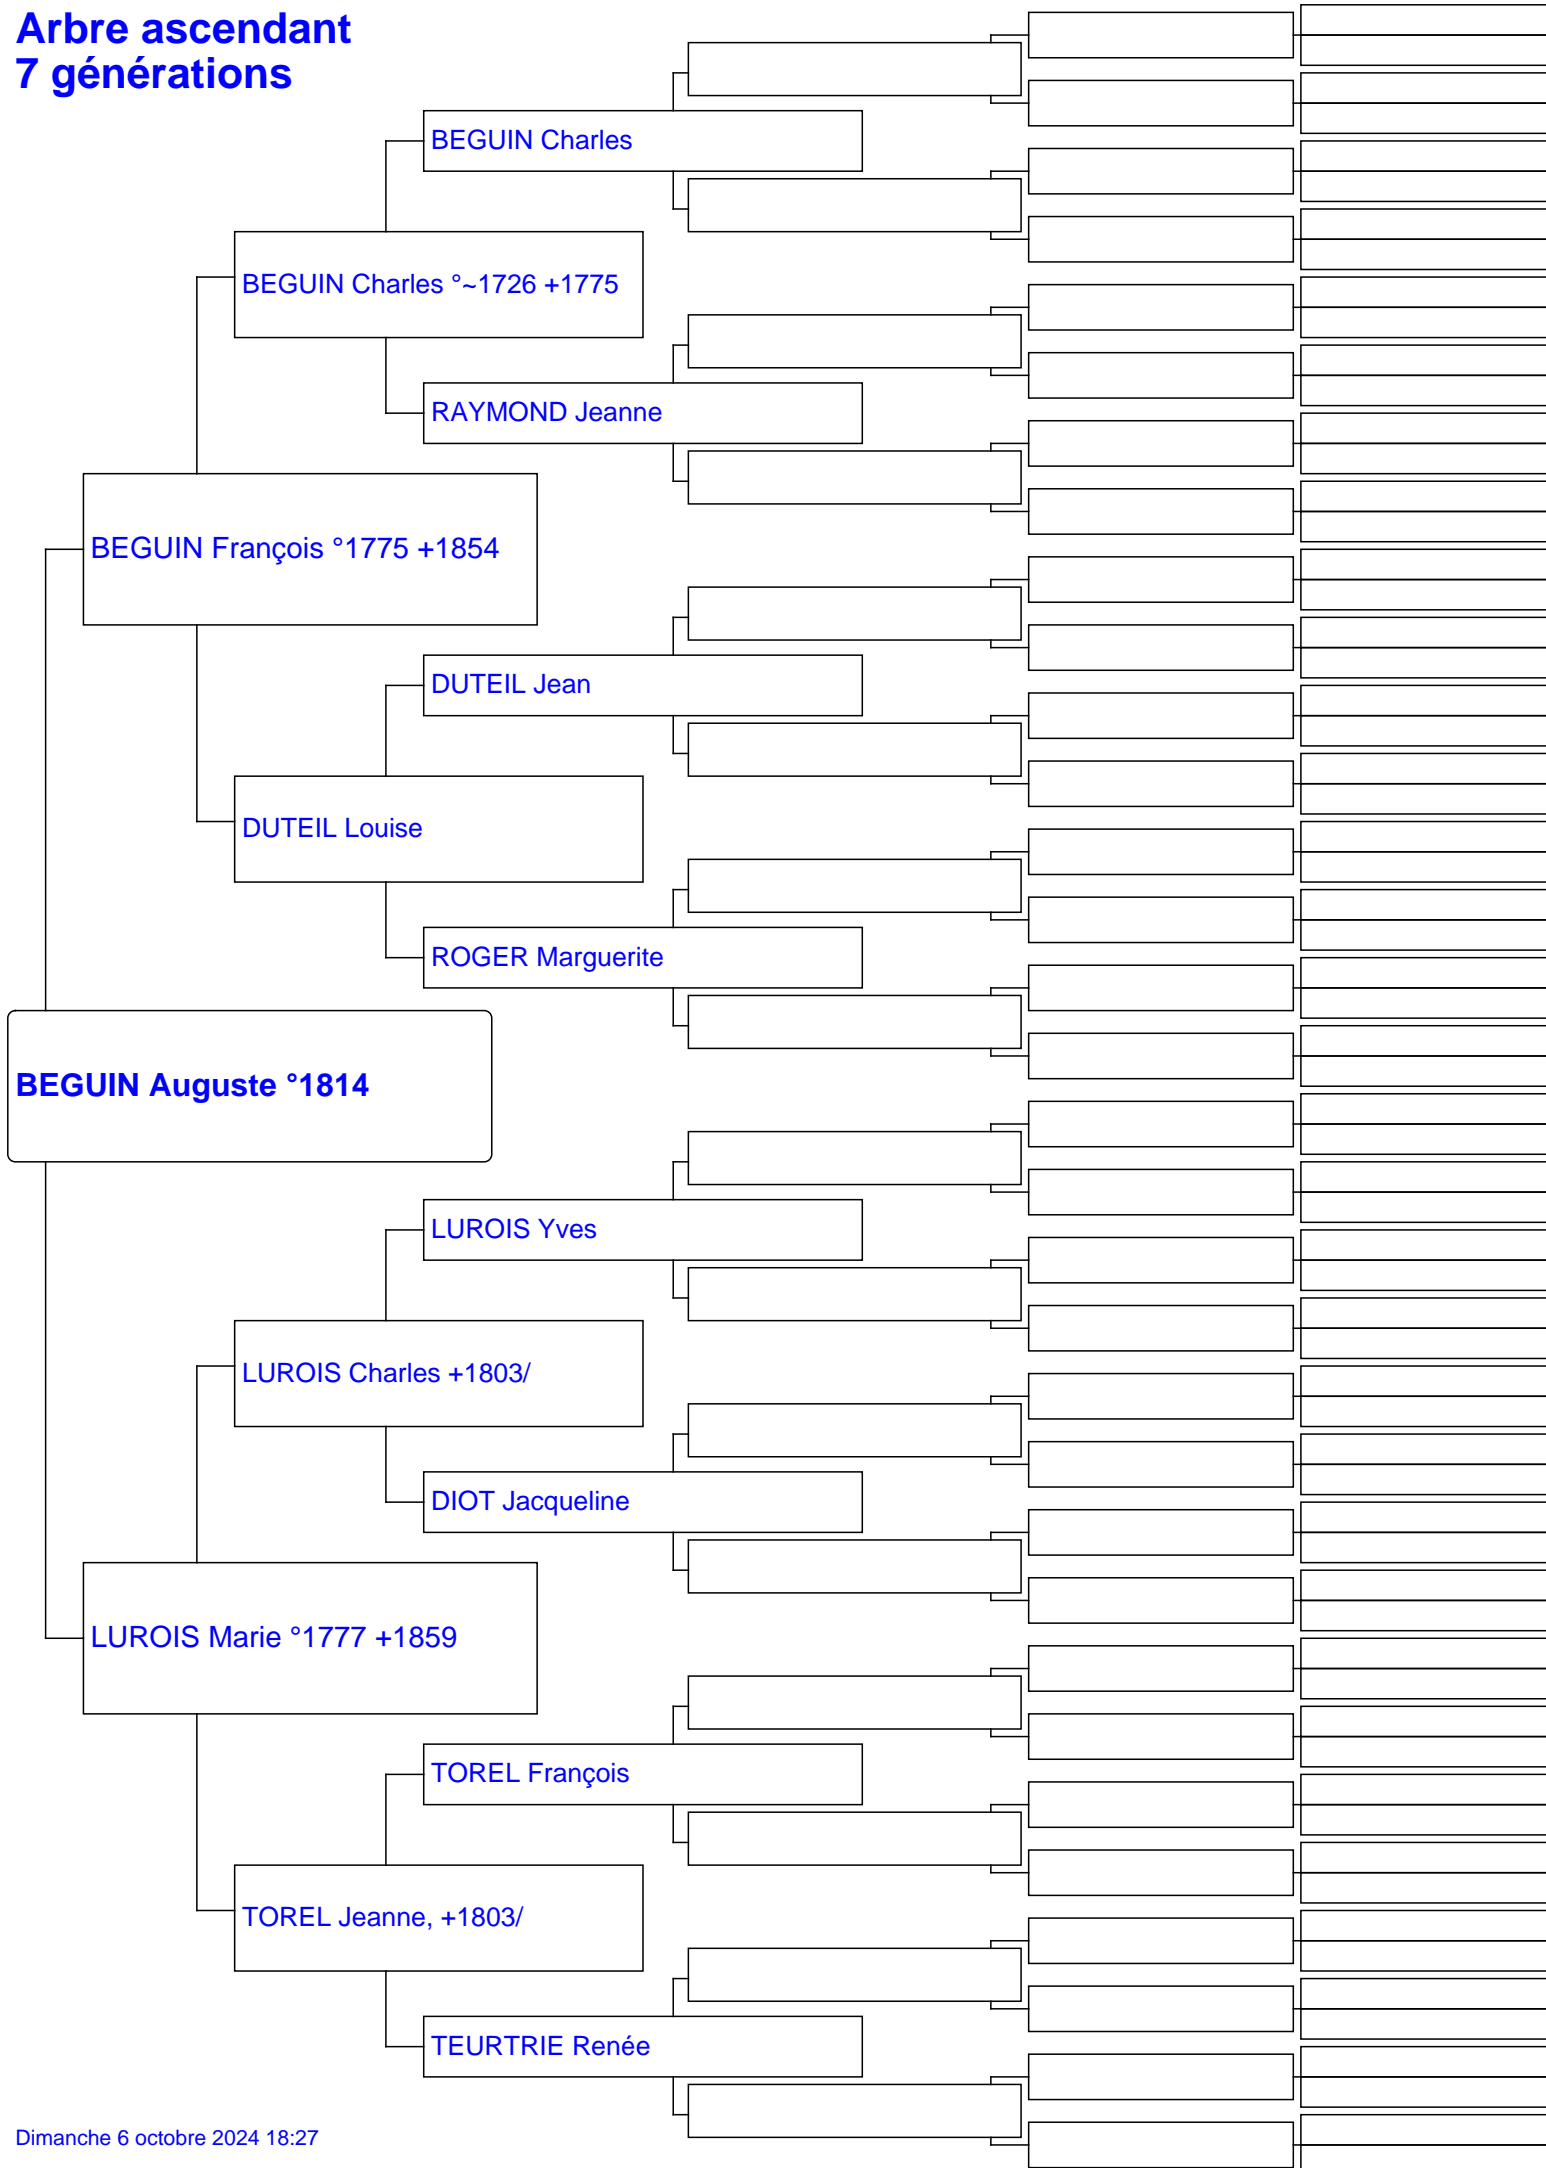 Arbre ascendant
7 générations
BEGUIN Charles
BEGUIN Charles °~1726 +1775
RAYMOND Jeanne
BEGUIN François °1775 +1854
DUTEIL Jean
DUTEIL Louise
ROGER Marguerite
BEGUIN Auguste °1814
LUROIS Yves
LUROIS Charles +1803/
DIOT Jacqueline
LUROIS Marie °1777 +1859
TOREL François
TOREL Jeanne, +1803/
TEURTRIE Renée
Dimanche 6 octobre 2024 18:27